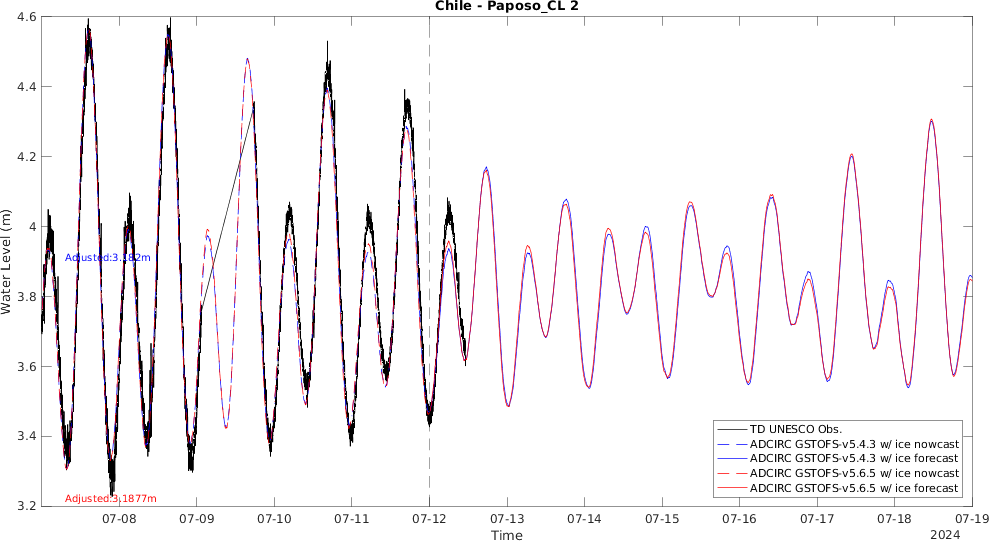 Chile - Paposo_CL 2
4.6
4.4
4.2
4
3.8
3.6
3.4
3.2
Water Level (m)
Adjusted:3.182m
Adjusted:3.1877m
TD UNESCO Obs.
ADCIRC GSTOFS-v5.4.3 w/ ice nowcast
ADCIRC GSTOFS-v5.4.3 w/ ice forecast
ADCIRC GSTOFS-v5.6.5 w/ ice nowcast
ADCIRC GSTOFS-v5.6.5 w/ ice forecast
07-08 07-09 07-10 07-11 07-12 07-13 07-14 07-15 07-16 07-17 07-18 07-19
Time
2024